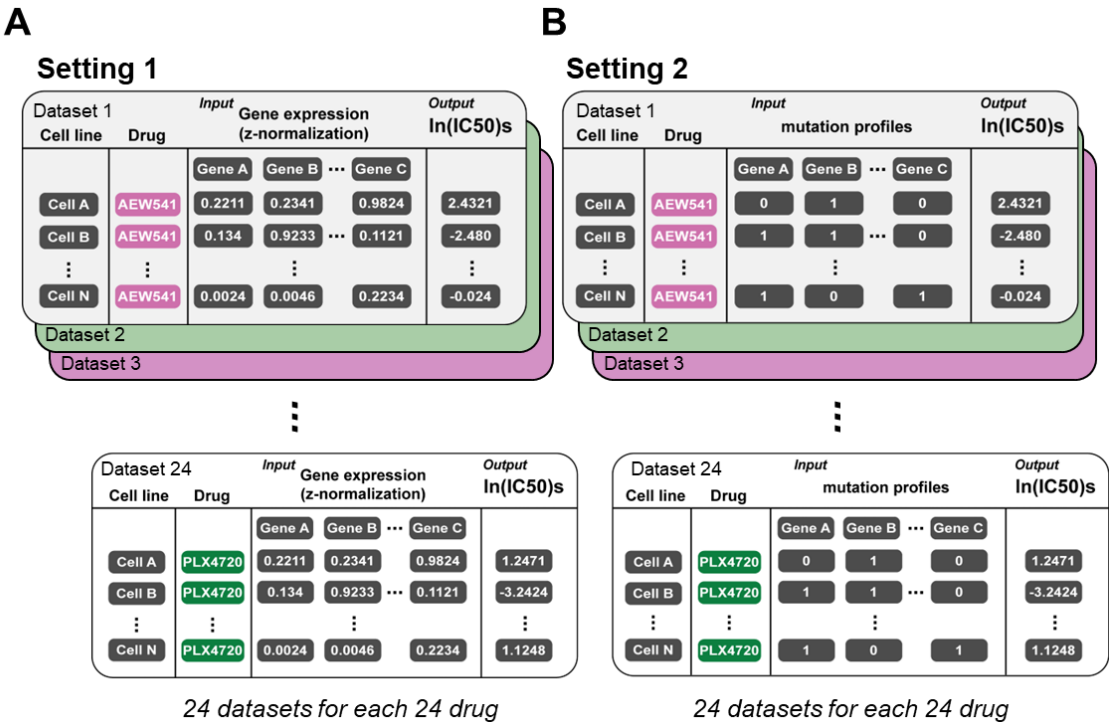 A
Setting 1
Dataset 1
Input
Output
Cell line Drug Gene expression (z-normalization) ln(IC50)s
Gene A Gene B ... Gene C
Cell A AEW541 0.2211 0.2341 0.9824 2.4321
Cell B AEW541 0.134 0.9233 ... 0.1121 -2.480
⋮ ⋮ ⋮ ⋮
Cell N AEW541 0.0024 0.0046 0.2234 -0.024
Dataset 2
Dataset 3
⋮
Dataset 24
Input
Output
Cell line Drug Gene expression (z-normalization) ln(IC50)s
Gene A Gene B ... Gene C
Cell A PLX4720 0.2211 0.2341 0.9824 1.2471
Cell B PLX4720 0.134 0.9233 ... 0.1121 -3.2424
⋮ ⋮ ⋮ ⋮
Cell N PLX4720 0.0024 0.0046 0.2234 1.1248
24 datasets for each 24 drug
B
Setting 2
Dataset 1
Input
Output
Cell line Drug mutation profiles ln(IC50)s
Gene A Gene B ... Gene C
Cell A AEW541 0 1 0 2.4321
Cell B AEW541 1 1 ... 0 -2.480
⋮ ⋮ ⋮ ⋮
Cell N AEW541 1 0 1 -0.024
Dataset 2
Dataset 3
⋮
Dataset 24
Input
Output
Cell line Drug mutation profiles ln(IC50)s
Gene A Gene B ... Gene C
Cell A PLX4720 0 1 0 1.2471
Cell B PLX4720 1 1 ... 0 -3.2424
⋮ ⋮ ⋮ ⋮
Cell N PLX4720 1 0 1 1.1248
24 datasets for each 24 drug